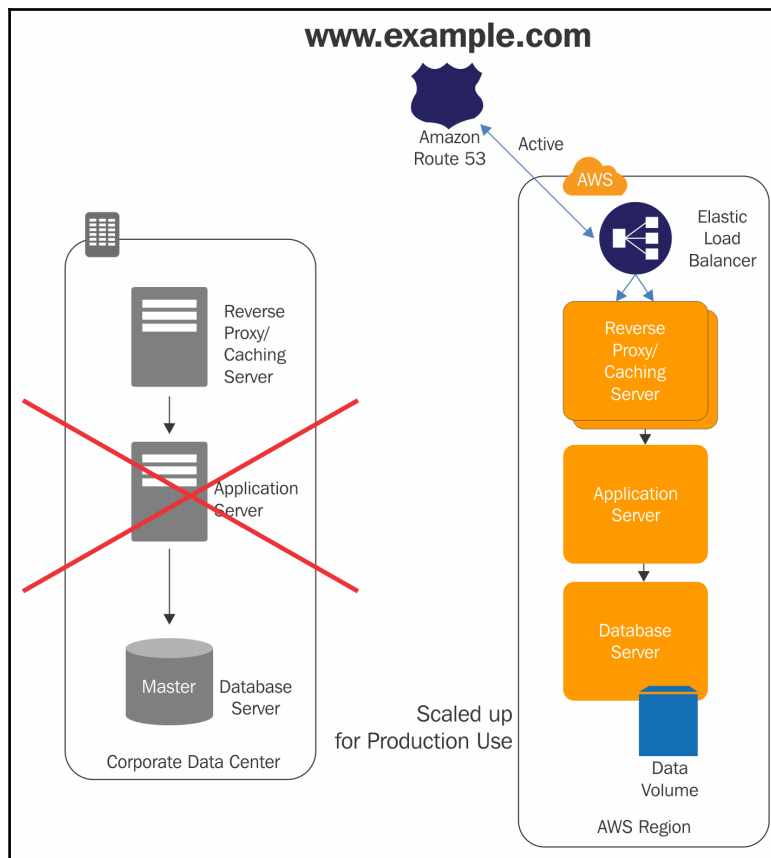 www.example.com
Amazon
Route 53
Active
AWS
Elastic
Load
Balancer
Reverse
Proxy/
Caching
Server
Application
Server
Master
Database
Server
Corporate Data Center
Reverse
Proxy/
Caching
Server
Application
Server
Database
Server
Scaled up
for Production Use
Data
Volume
AWS Region